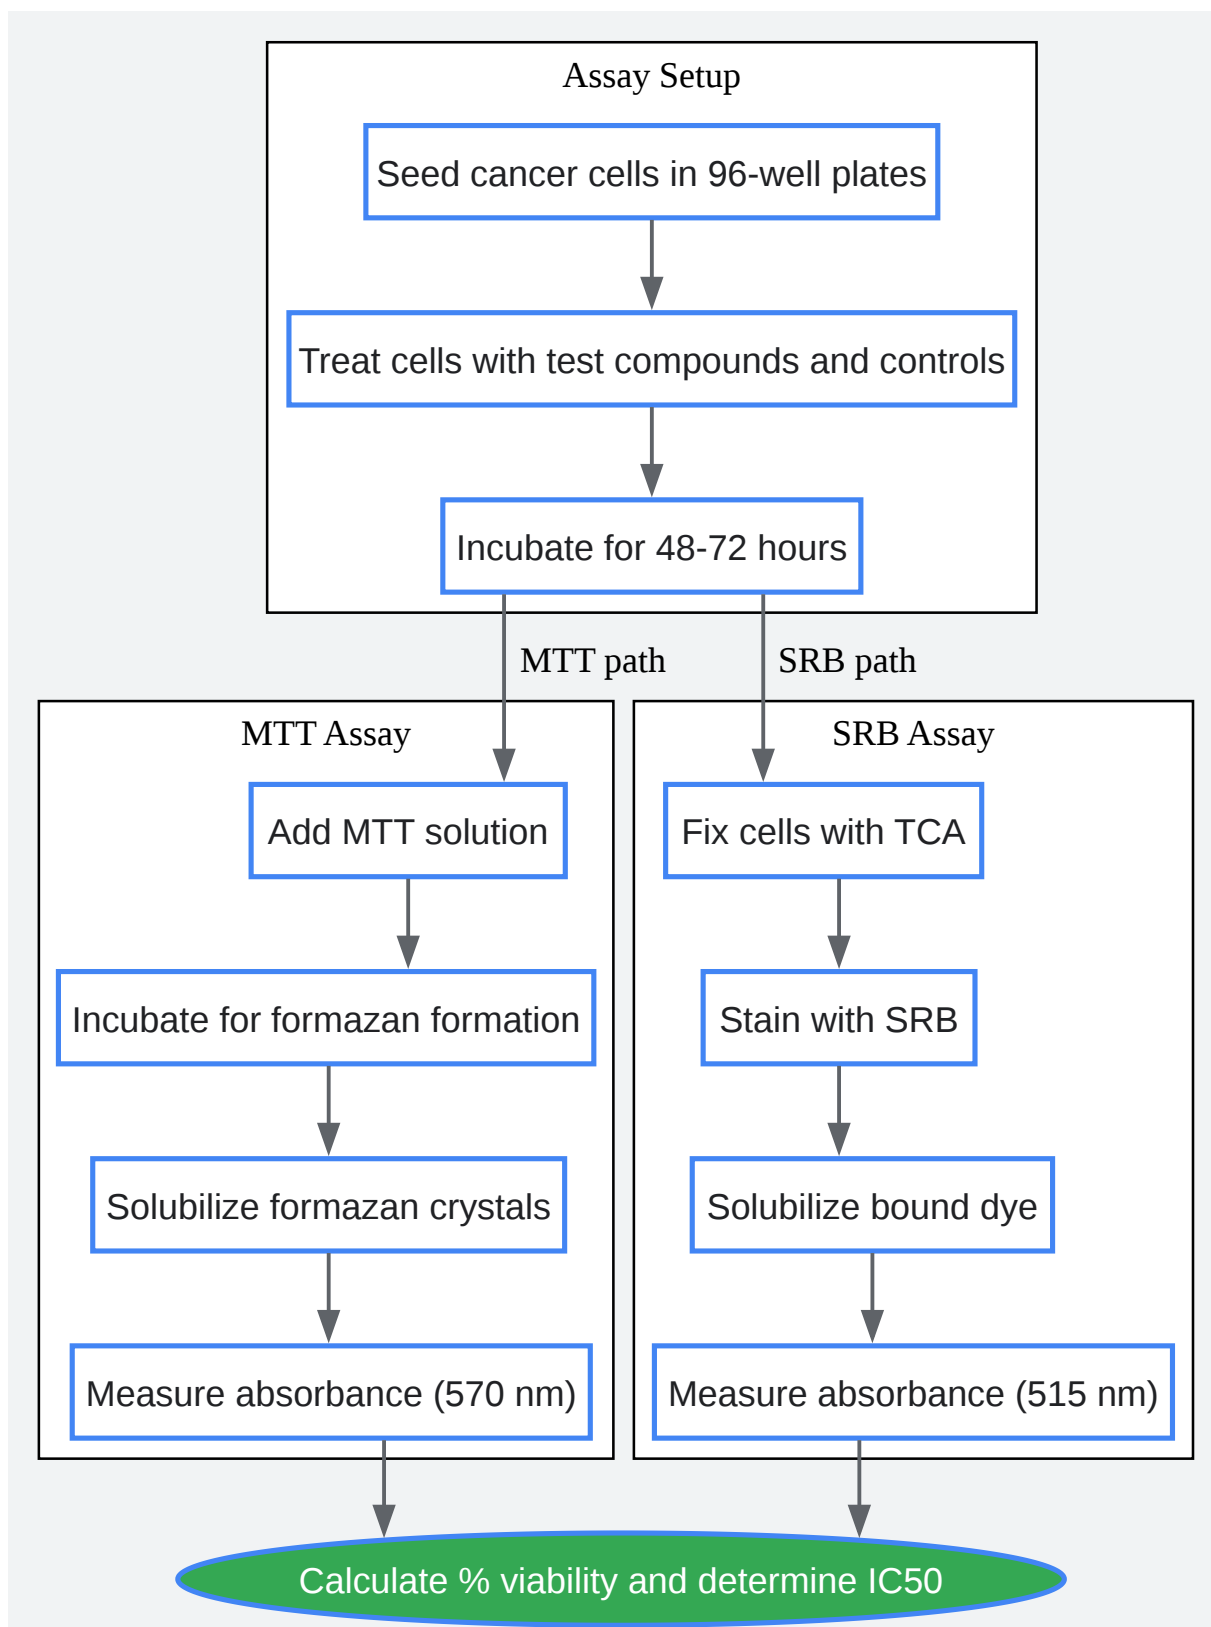 Assay Setup
Seed cancer cells in 96-well plates
Treat cells with test compounds and controls
Incubate for 48-72 hours
MTT path
SRB path
MTT Assay
Add MTT solution
Incubate for formazan formation
Solubilize formazan crystals
Measure absorbance (570 nm)
SRB Assay
Fix cells with TCA
Stain with SRB
Solubilize bound dye
Measure absorbance (515 nm)
Calculate % viability and determine IC50